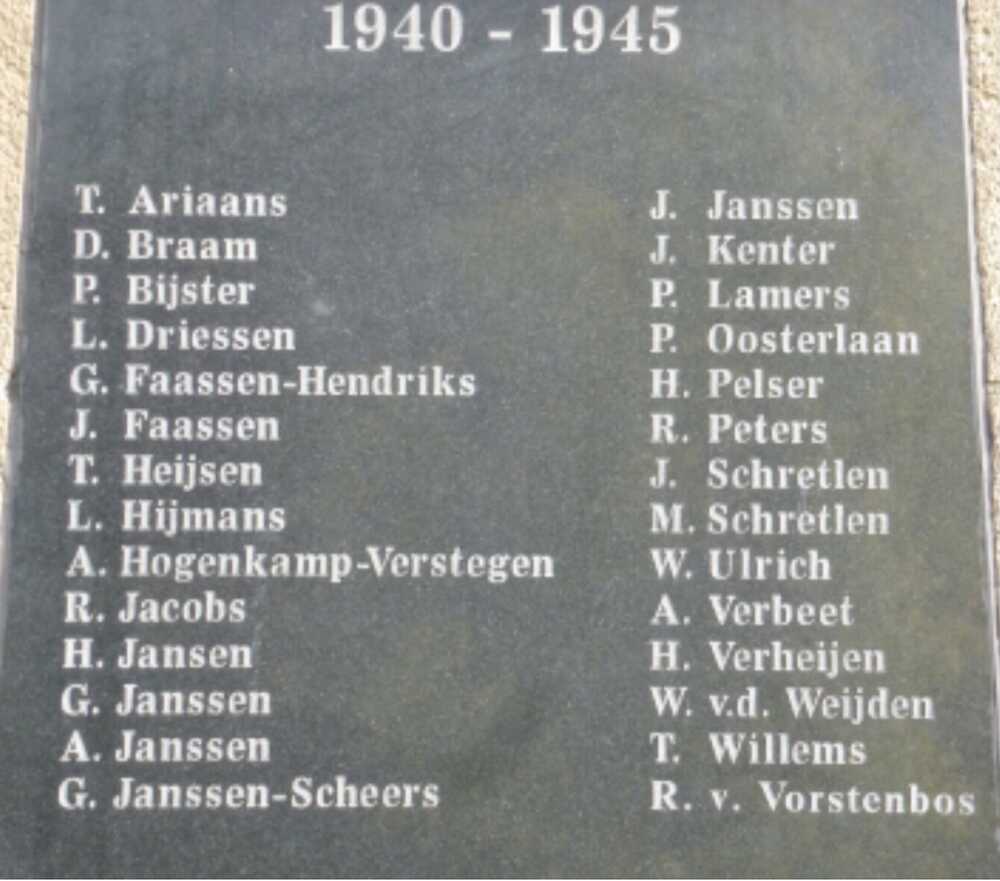 1940 - 1945
T. Ariaans
D. Braam
P. Bijster
L. Driessen
G. Faassen-Hendriks
J. Faassen
T. Heijsen
L. Hijmans
A. Hogenkamp-Verstegen
R. Jacobs
H. Jansen
G. Janssen
A. Janssen
G. Janssen-Scheers
J. Janssen
J. Kenter
P. Lamers
P. Oosterlaan
H. Pelser
R. Peters
J. Schretlen
M. Schretlen
W. Ulrich
A. Verbeet
H. Verheijen
W. v.d. Weijden
T. Willems
R. v. Vorstenbos